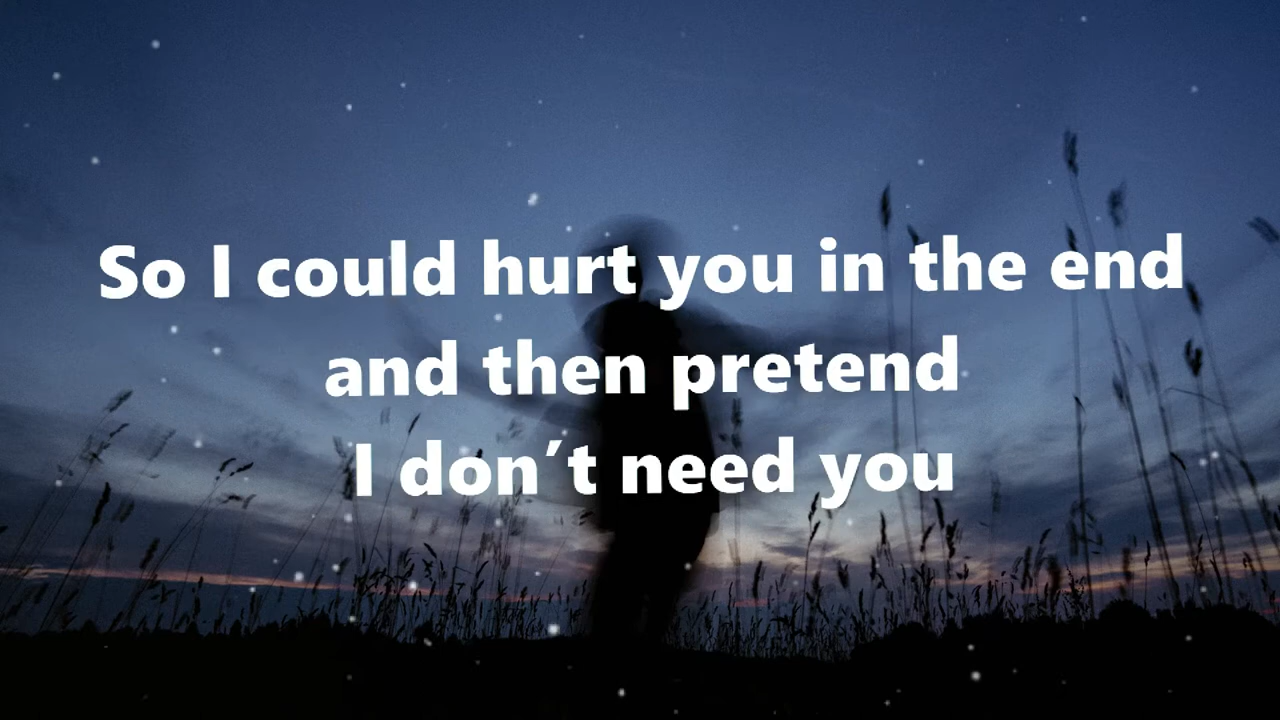 So I could hurt you in the end
and then pretend
I don´t need you